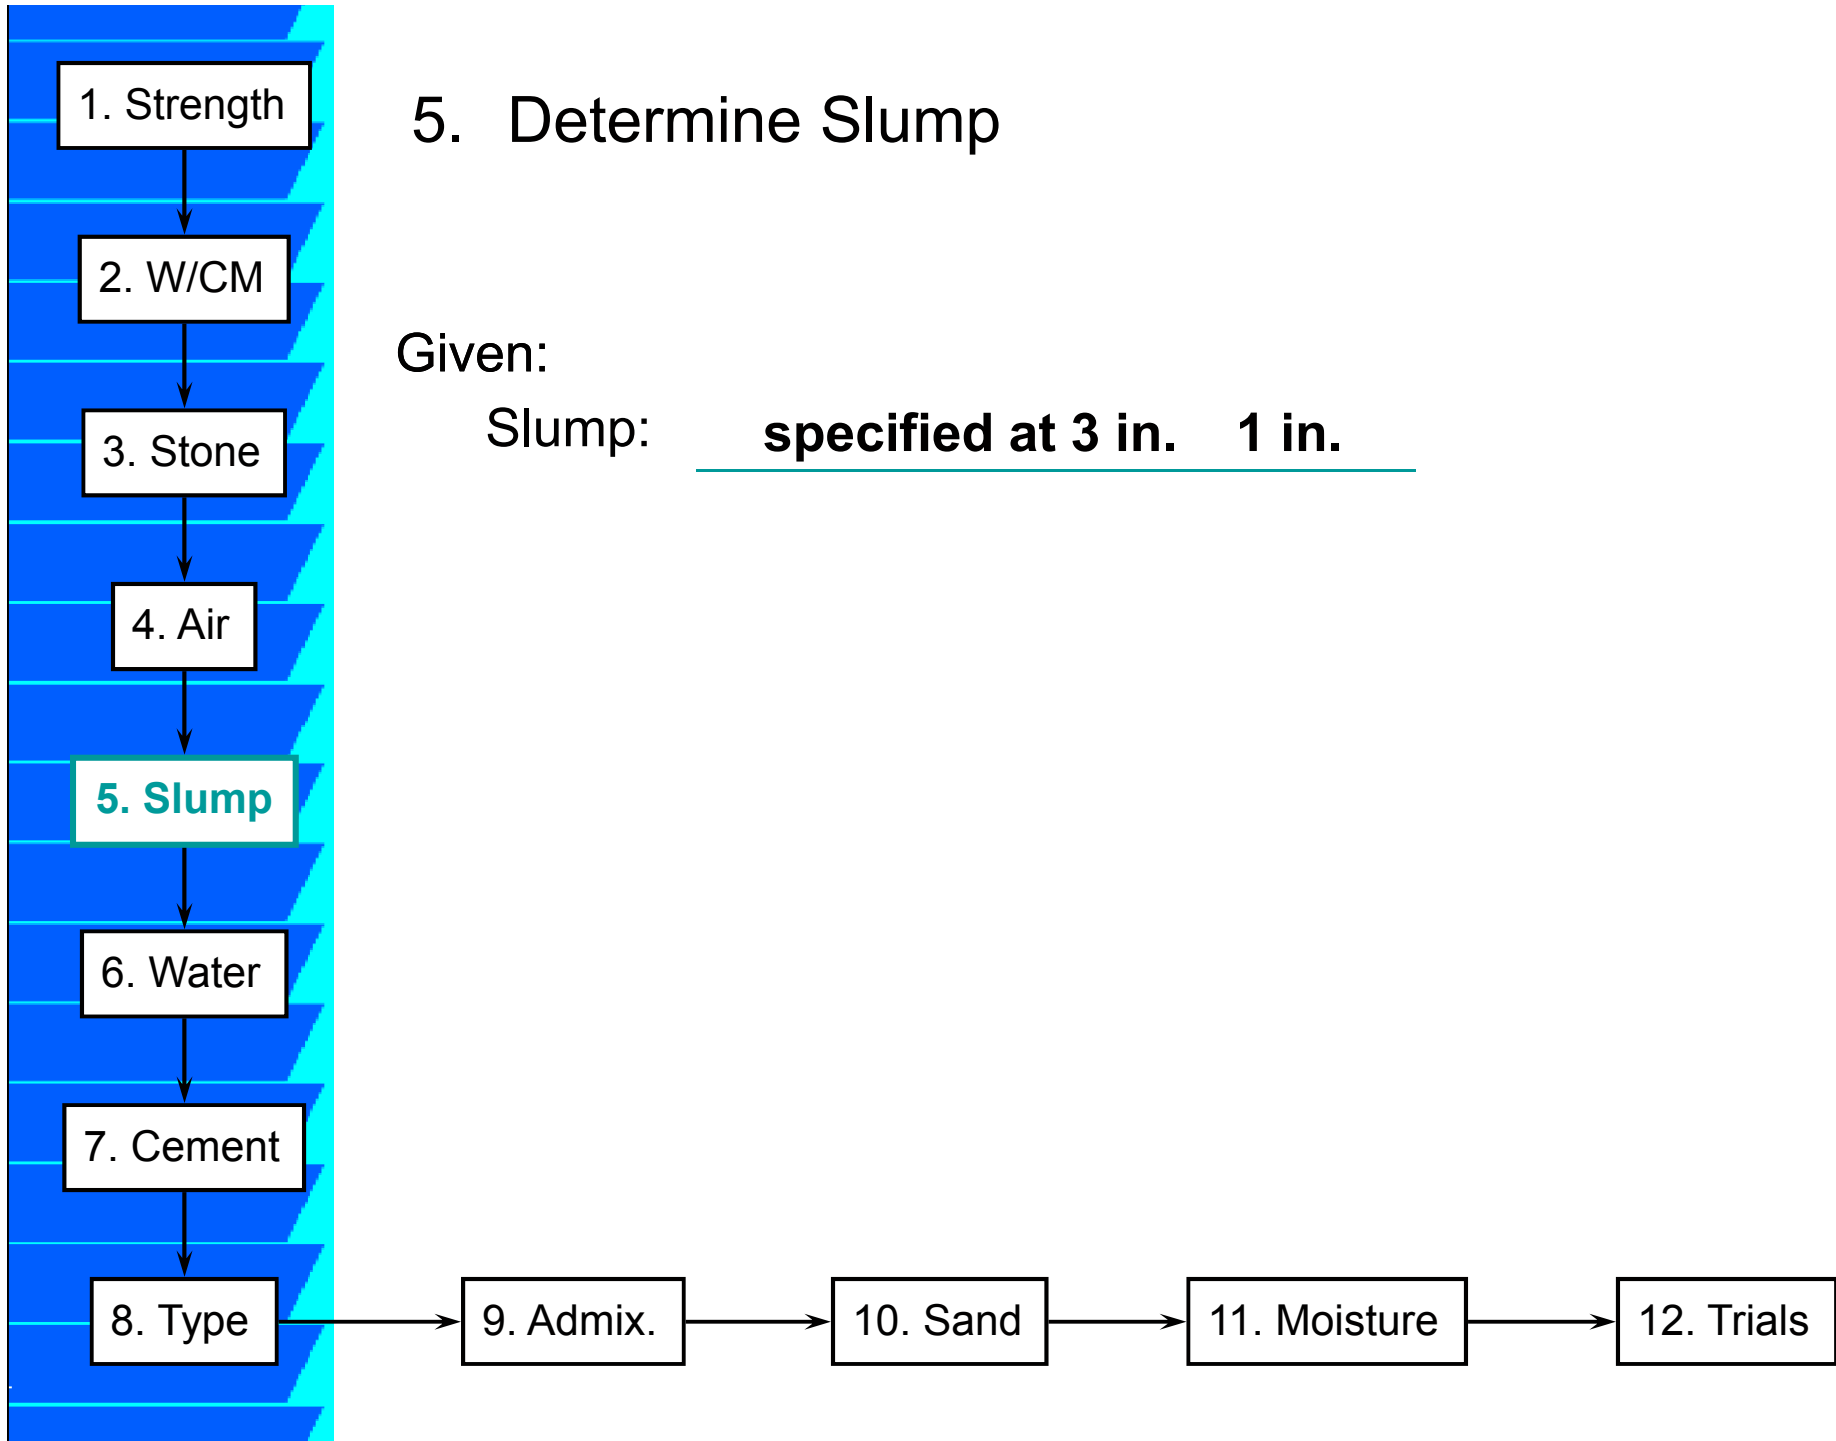 5. Determine Slump
Given:
Slump: specified at 3 in. 1 in.
1. Strength
2. W/CM
3. Stone
4. Air
5. Slump
6. Water
7. Cement
8. Type
9. Admix.
10. Sand
11. Moisture
12. Trials